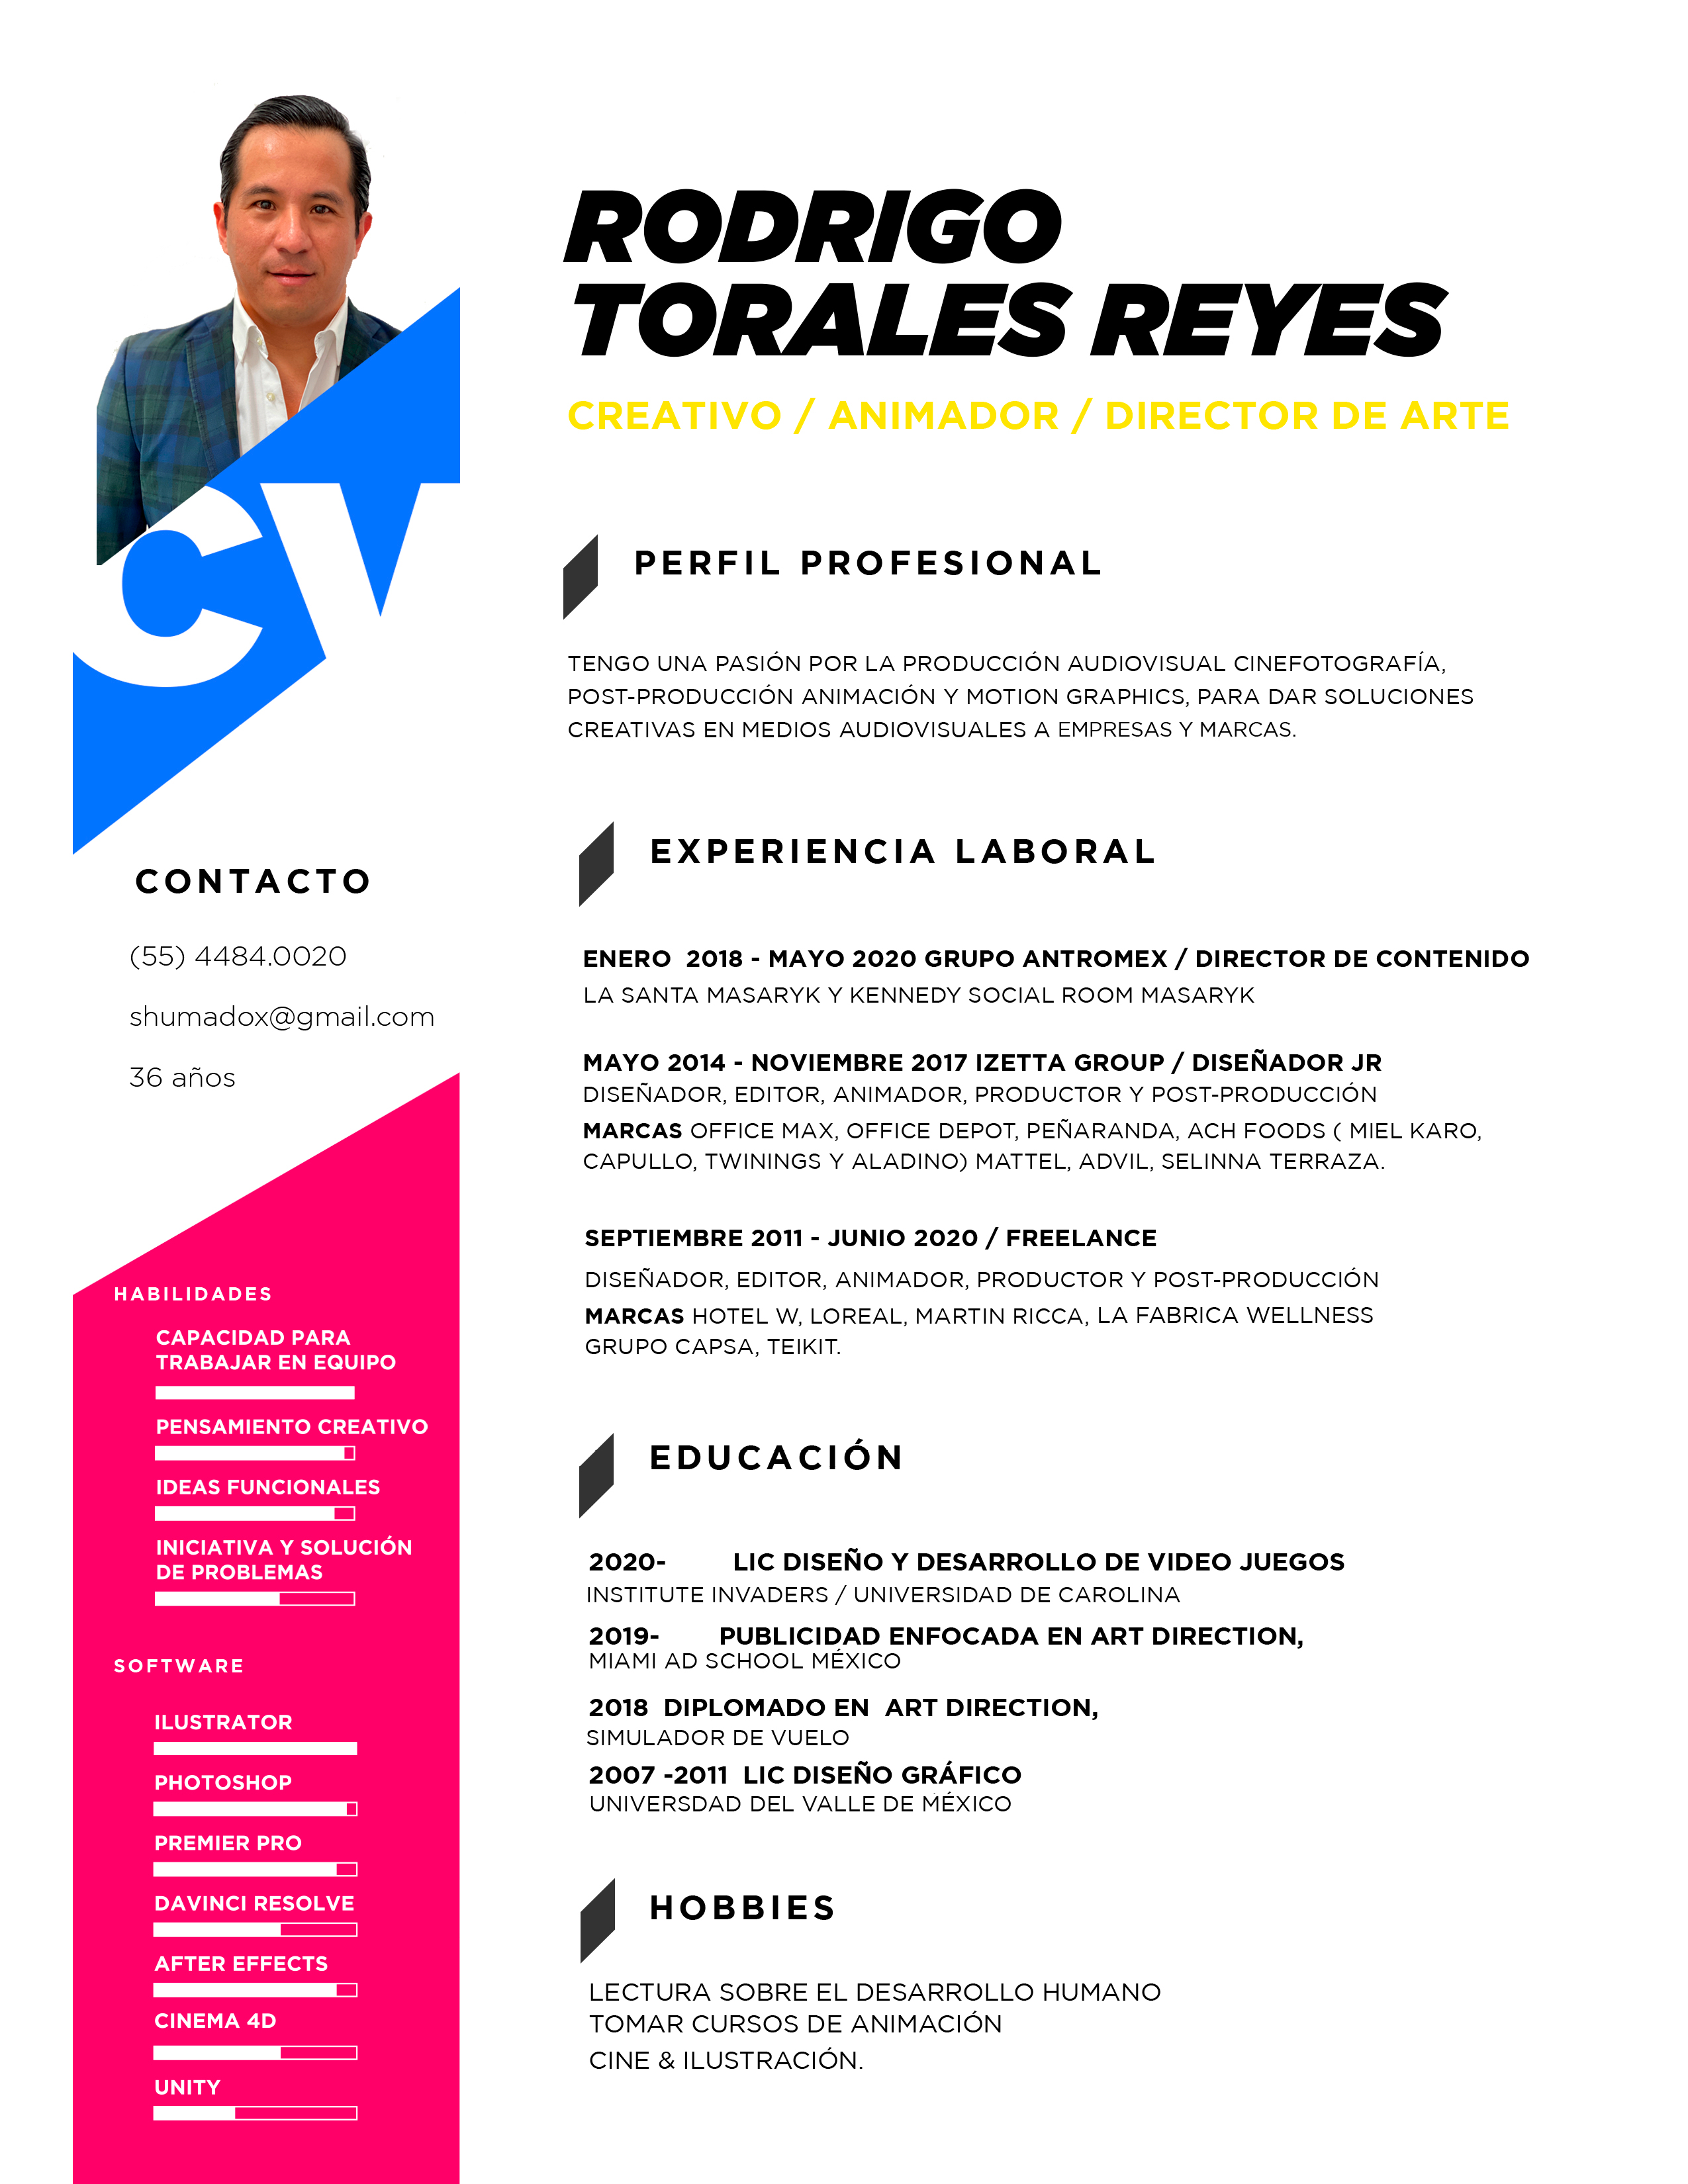 RODRIGO
TORALES REYES
CREATIVO / ANIMADOR / DIRECTOR DE ARTE
CV
CONTACTO
(55) 4484.0020
shumadox@gmail.com
36 años
HABILIDADES
CAPACIDAD PARA
TRABAJAR EN EQUIPO
PENSAMIENTO CREATIVO
IDEAS FUNCIONALES
INICIATIVA Y SOLUCIÓN
DE PROBLEMAS
SOFTWARE
ILUSTRATOR
PHOTOSHOP
PREMIER PRO
DAVINCI RESOLVE
AFTER EFFECTS
CINEMA 4D
UNITY
PERFIL PROFESIONAL
TENGO UNA PASIÓN POR LA PRODUCCIÓN AUDIOVISUAL CINEFOTOGRAFÍA,
POST-PRODUCCIÓN ANIMACIÓN Y MOTION GRAPHICS, PARA DAR SOLUCIONES
CREATIVAS EN MEDIOS AUDIOVISUALES A EMPRESAS Y MARCAS.
EXPERIENCIA LABORAL
ENERO  2018 - MAYO 2020 GRUPO ANTROMEX / DIRECTOR DE CONTENIDO
LA SANTA MASARYK Y KENNEDY SOCIAL ROOM MASARYK
MAYO 2014 - NOVIEMBRE 2017 IZETTA GROUP / DISEÑADOR JR
DISEÑADOR, EDITOR, ANIMADOR, PRODUCTOR Y POST-PRODUCCIÓN
MARCAS OFFICE MAX, OFFICE DEPOT, PEÑARANDA, ACH FOODS ( MIEL KARO,
CAPULLO, TWININGS Y ALADINO) MATTEL, ADVIL, SELINNA TERRAZA.
SEPTIEMBRE 2011 - JUNIO 2020 / FREELANCE
DISEÑADOR, EDITOR, ANIMADOR, PRODUCTOR Y POST-PRODUCCIÓN
MARCAS HOTEL W, LOREAL, MARTIN RICCA, LA FABRICA WELLNESS
GRUPO CAPSA, TEIKIT.
EDUCACIÓN
2020- LIC DISEÑO Y DESARROLLO DE VIDEO JUEGOS
INSTITUTE INVADERS / UNIVERSIDAD DE CAROLINA
2019- PUBLICIDAD ENFOCADA EN ART DIRECTION,
MIAMI AD SCHOOL MÉXICO
2018  DIPLOMADO EN  ART DIRECTION,
SIMULADOR DE VUELO
2007 -2011  LIC DISEÑO GRÁFICO
UNIVERSDAD DEL VALLE DE MÉXICO
HOBBIES
LECTURA SOBRE EL DESARROLLO HUMANO
TOMAR CURSOS DE ANIMACIÓN
CINE & ILUSTRACIÓN.